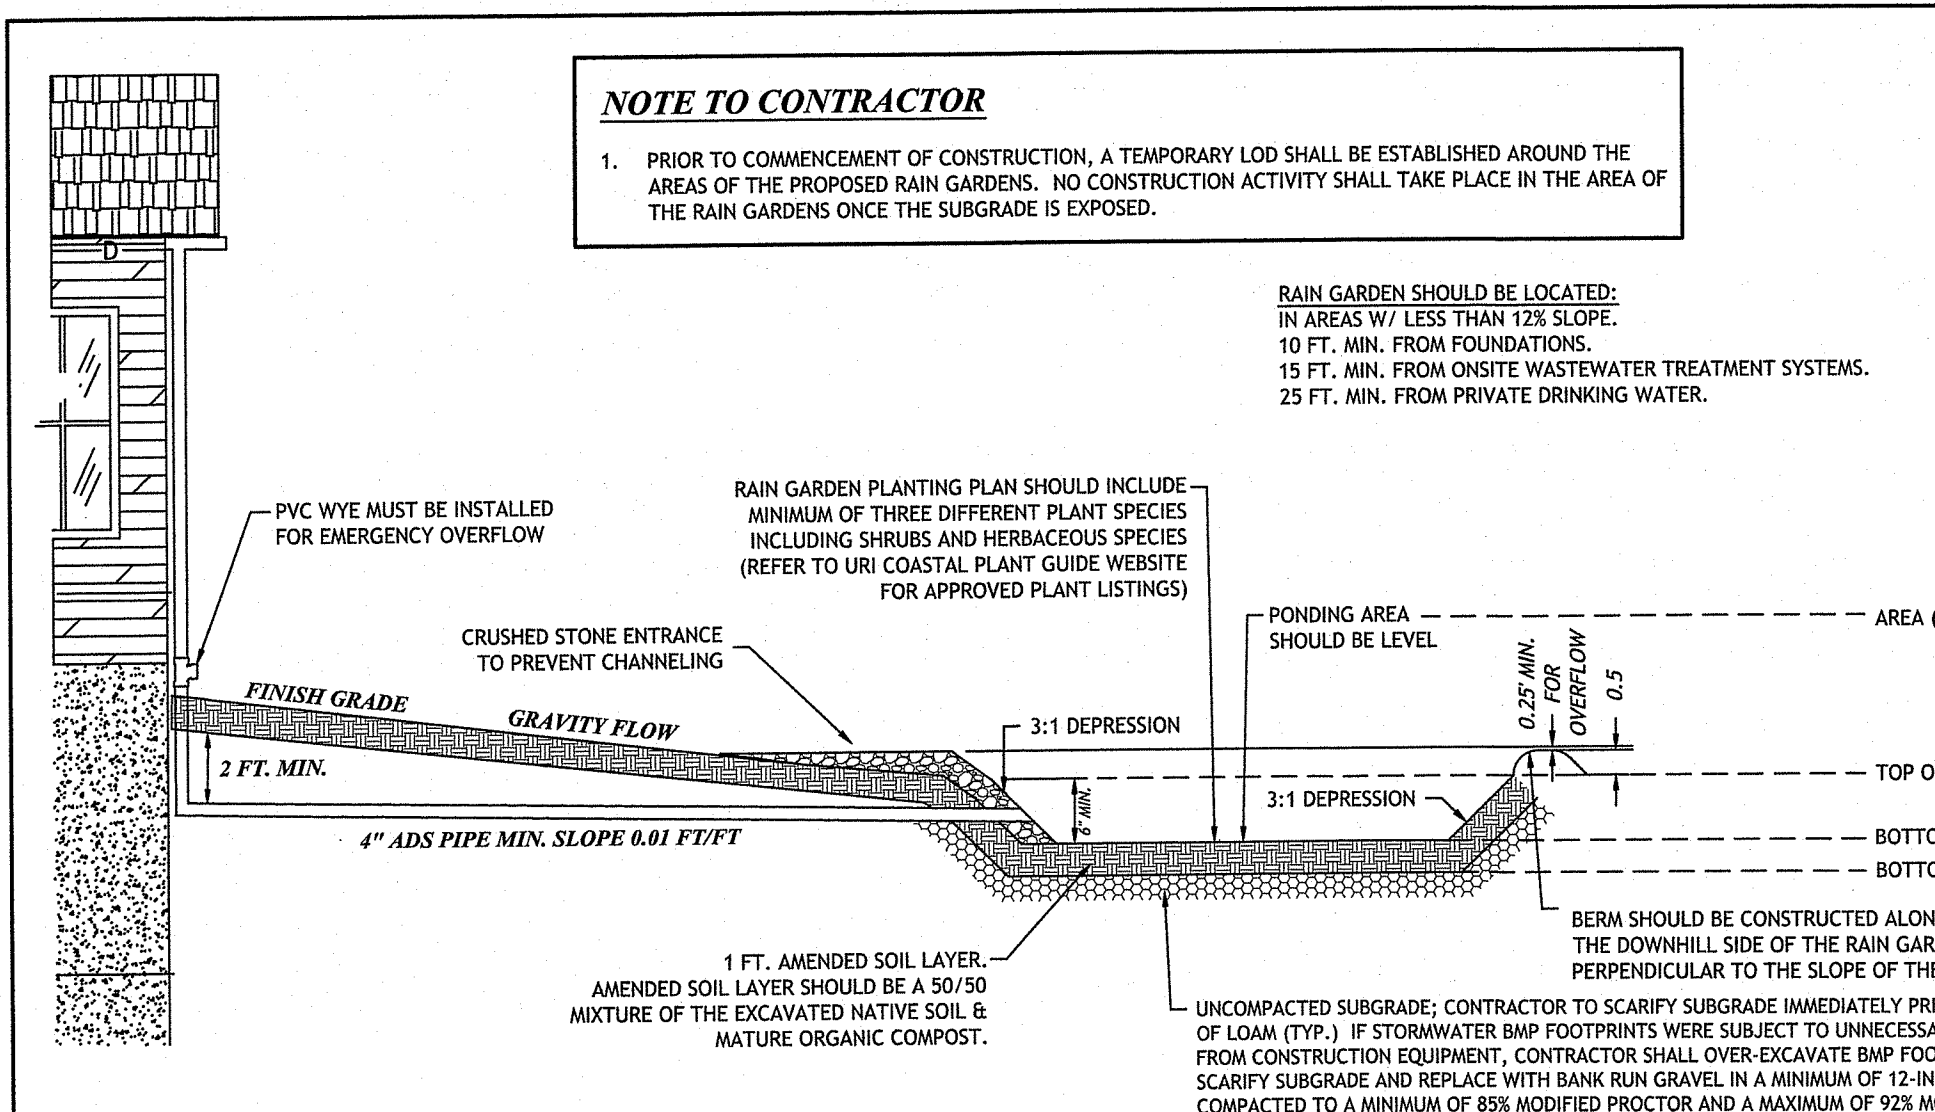 NOTE TO CONTRACTOR
1. PRIOR TO COMMENCEMENT OF CONSTRUCTION, A TEMPORARY LOD SHALL BE ESTABLISHED AROUND THE
AREAS OF THE PROPOSED RAIN GARDENS. NO CONSTRUCTION ACTIVITY SHALL TAKE PLACE IN THE AREA OF
THE RAIN GARDENS ONCE THE SUBGRADE IS EXPOSED.
D
RAIN GARDEN SHOULD BE LOCATED:
IN AREAS W/ LESS THAN 12% SLOPE.
10 FT. MIN. FROM FOUNDATIONS.
15 FT. MIN. FROM ONSITE WASTEWATER TREATMENT SYSTEMS.
25 FT. MIN. FROM PRIVATE DRINKING WATER.
PVC WYE MUST BE INSTALLED
FOR EMERGENCY OVERFLOW
RAIN GARDEN PLANTING PLAN SHOULD INCLUDE
MINIMUM OF THREE DIFFERENT PLANT SPECIES
INCLUDING SHRUBS AND HERBACEOUS SPECIES
(REFER TO URI COASTAL PLANT GUIDE WEBSITE
FOR APPROVED PLANT LISTINGS)
CRUSHED STONE ENTRANCE
TO PREVENT CHANNELING
PONDING AREA
SHOULD BE LEVEL
AREA (
0.25' MIN.
FOR
OVERFLOW
0.5
FINISH GRADE
GRAVITY FLOW
3:1 DEPRESSION
2 FT. MIN.
6" MIN.
3:1 DEPRESSION
TOP O
4" ADS PIPE MIN. SLOPE 0.01 FT/FT
BOTTO
BOTTO
BERM SHOULD BE CONSTRUCTED ALON
THE DOWNHILL SIDE OF THE RAIN GAR
PERPENDICULAR TO THE SLOPE OF THE
1 FT. AMENDED SOIL LAYER.
AMENDED SOIL LAYER SHOULD BE A 50/50
MIXTURE OF THE EXCAVATED NATIVE SOIL &
MATURE ORGANIC COMPOST.
UNCOMPACTED SUBGRADE; CONTRACTOR TO SCARIFY SUBGRADE IMMEDIATELY PRI
OF LOAM (TYP.) IF STORMWATER BMP FOOTPRINTS WERE SUBJECT TO UNNECESSA
FROM CONSTRUCTION EQUIPMENT, CONTRACTOR SHALL OVER-EXCAVATE BMP FOO
SCARIFY SUBGRADE AND REPLACE WITH BANK RUN GRAVEL IN A MINIMUM OF 12-IN
COMPACTED TO A MINIMUM OF 85% MODIFIED PROCTOR AND A MAXIMUM OF 92% MO